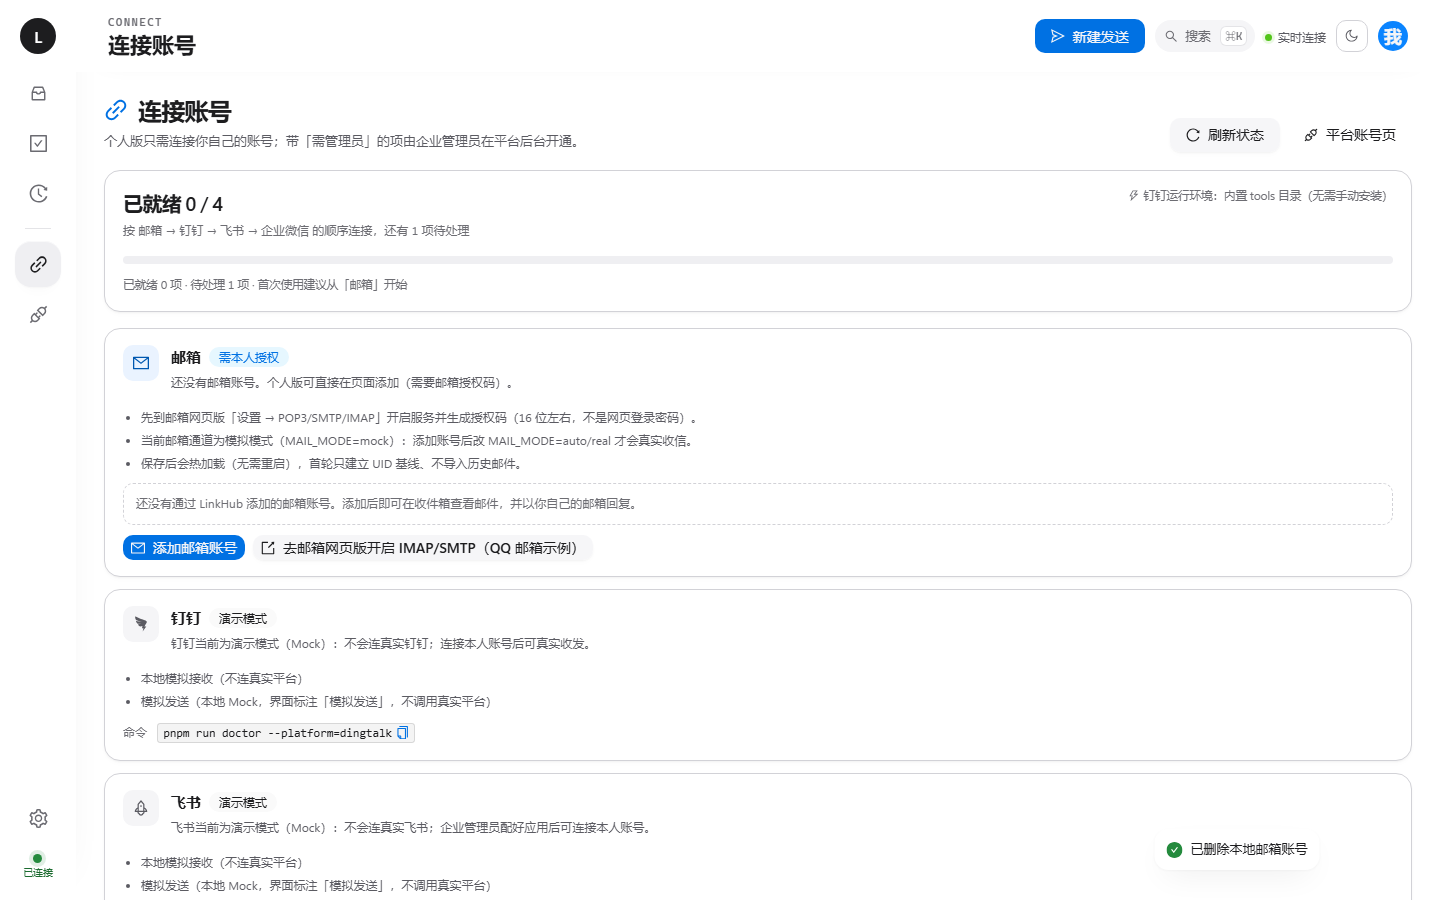 L
CONNECT
连接账号
新建发送
搜索 ⌘K
实时连接
我
连接账号
个人版只需连接你自己的账号；带「需管理员」的项由企业管理员在平台后台开通。
刷新状态
平台账号页
已就绪 0 / 4
钉钉运行环境：内置 tools 目录（无需手动安装）
按 邮箱 → 钉钉 → 飞书 → 企业微信 的顺序连接，还有 1 项待处理
已就绪 0 项 · 待处理 1 项 · 首次使用建议从「邮箱」开始
邮箱 需本人授权
还没有邮箱账号。个人版可直接在页面添加（需要邮箱授权码）。
• 先到邮箱网页版「设置 → POP3/SMTP/IMAP」开启服务并生成授权码（16 位左右，不是网页登录密码）。
• 当前邮箱通道为模拟模式（MAIL_MODE=mock）：添加账号后改 MAIL_MODE=auto/real 才会真实收信。
• 保存后会热加载（无需重启），首轮只建立 UID 基线、不导入历史邮件。
还没有通过 LinkHub 添加的邮箱账号。添加后即可在收件箱查看邮件，并以你自己的邮箱回复。
添加邮箱账号
去邮箱网页版开启 IMAP/SMTP（QQ 邮箱示例）
钉钉 演示模式
钉钉当前为演示模式（Mock）：不会连真实钉钉；连接本人账号后可真实收发。
• 本地模拟接收（不连真实平台）
• 模拟发送（本地 Mock，界面标注「模拟发送」，不调用真实平台）
命令 pnpm run doctor --platform=dingtalk
飞书 演示模式
飞书当前为演示模式（Mock）：不会连真实飞书；企业管理员配好应用后可连接本人账号。
• 本地模拟接收（不连真实平台）
• 模拟发送（本地 Mock，界面标注「模拟发送」，不调用真实平台）
已删除本地邮箱账号
已连接